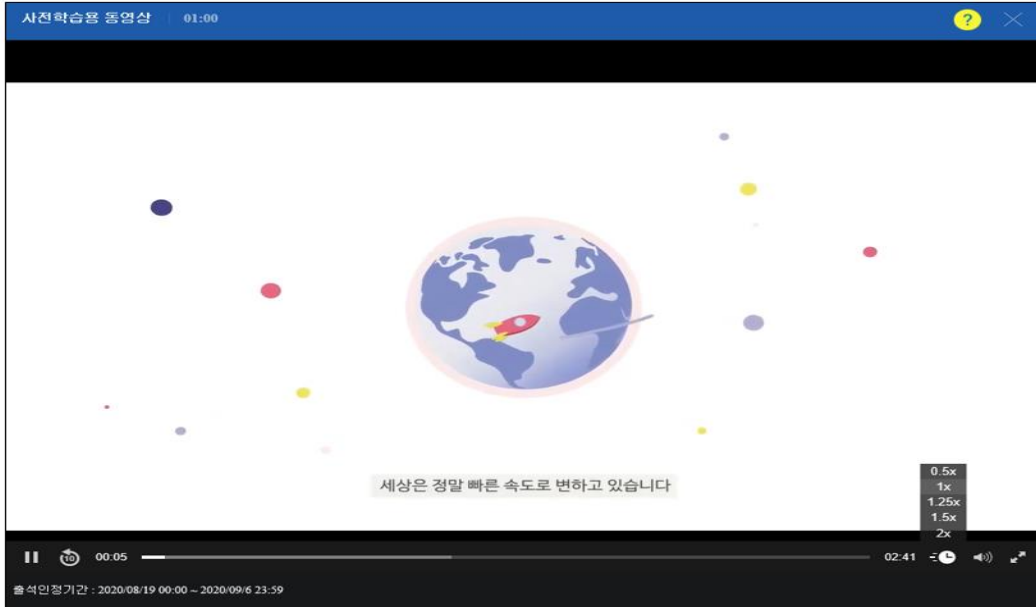 사전학습용 동영상 01:00
?
세상은 정말 빠른 속도로 변하고 있습니다
0.5x
1x
1.25x
1.5x
2x
10 00:05 02:41
출석인정기간 : 2020/08/19 00:00 ~ 2020/09/6 23:59